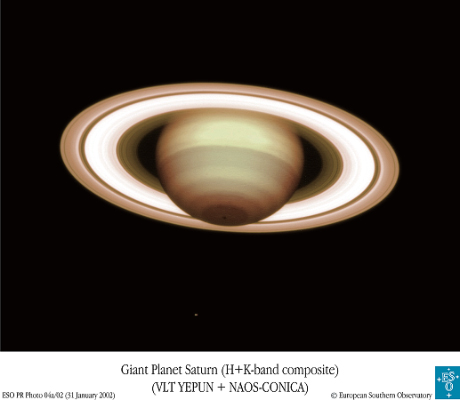 Giant Planet Saturn (H+K-band composite)
(VLT YEPUN + NAOS-CONICA)
ESO PR Photo 04a/02 (31 January 2002)
© European Southern Observatory
ESO